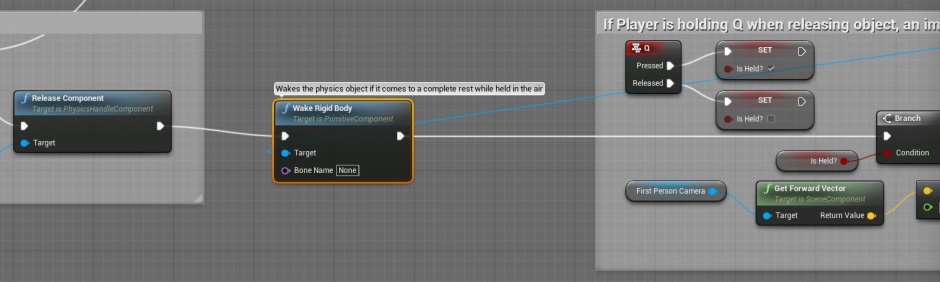 If Player is holding Q when releasing object, an im
Q
Pressed
Released
SET
Is Held?
SET
Is Held?
Wakes the physics object if it comes to a complete rest while held in the air
Release Component
Target is PhysicsHandleComponent
Target
Wake Rigid Body
Target is PrimitiveComponent
Target
Bone Name None
Branch
Condition
Is Held?
First Person Camera
Get Forward Vector
Target is SceneComponent
Target Return Value